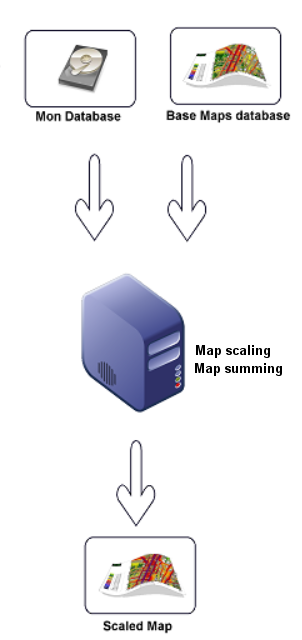 Mon Database
Base Maps database
Map scaling
Map summing
Scaled Map